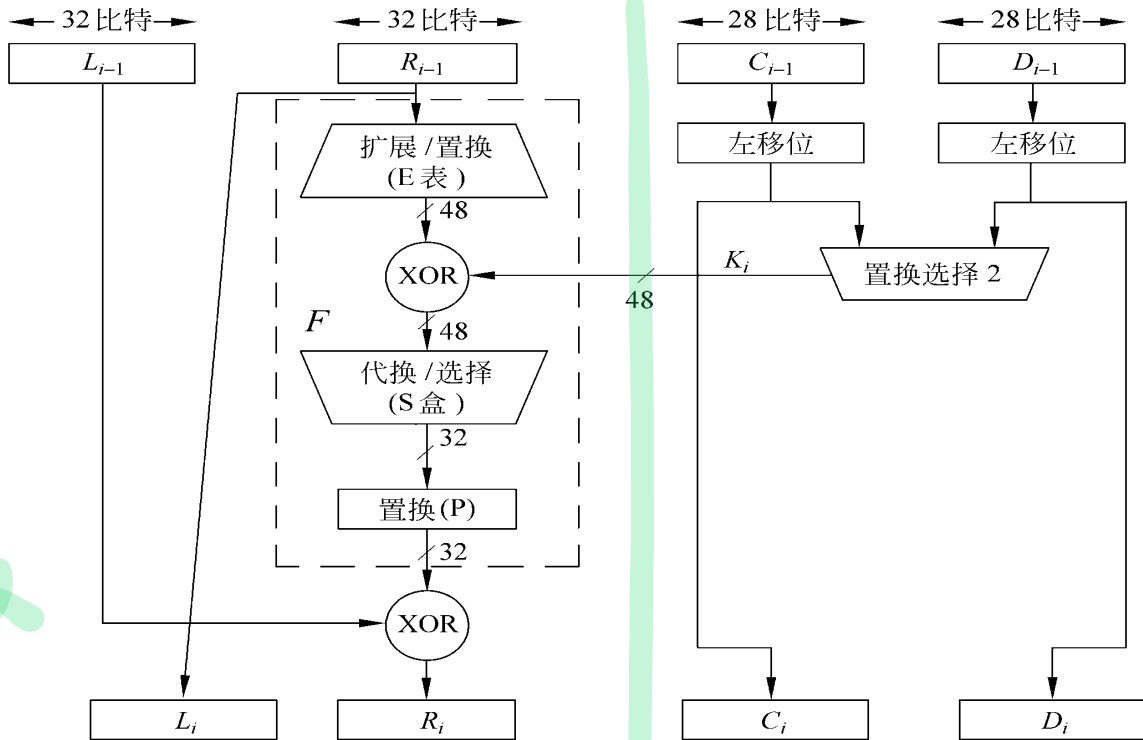 32比特
32比特
28比特
28比特
Li−1
Ri−1
Ci−1
Di−1
扩展/置换
(E表)
左移位
左移位
48
XOR
Ki
48
置换选择2
F
48
代换/选择
(S盒)
32
置换(P)
32
XOR
Li
Ri
Ci
Di